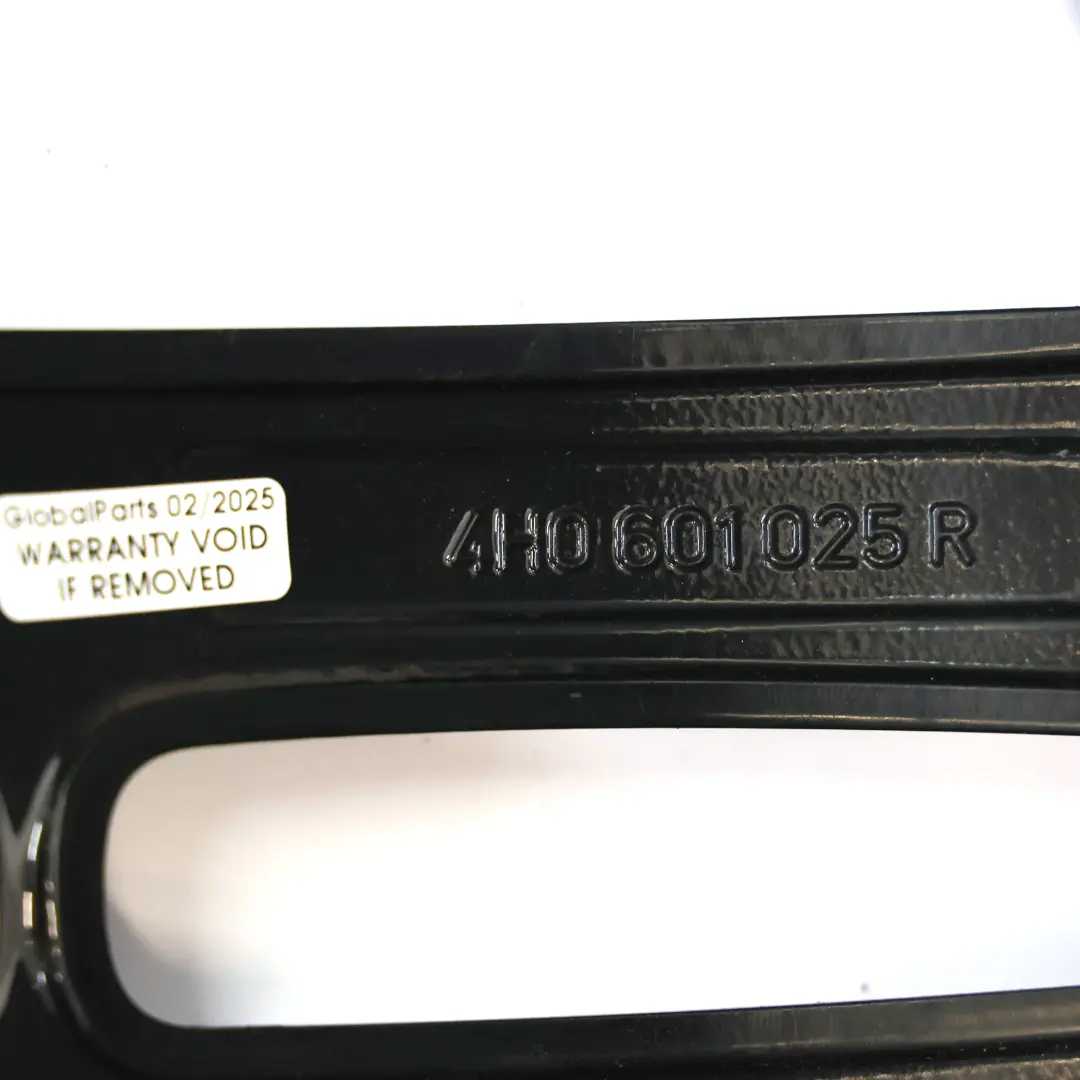 GlobalParts 02/2025
WARRANTY VOID
IF REMOVED
4H0 601 025 R